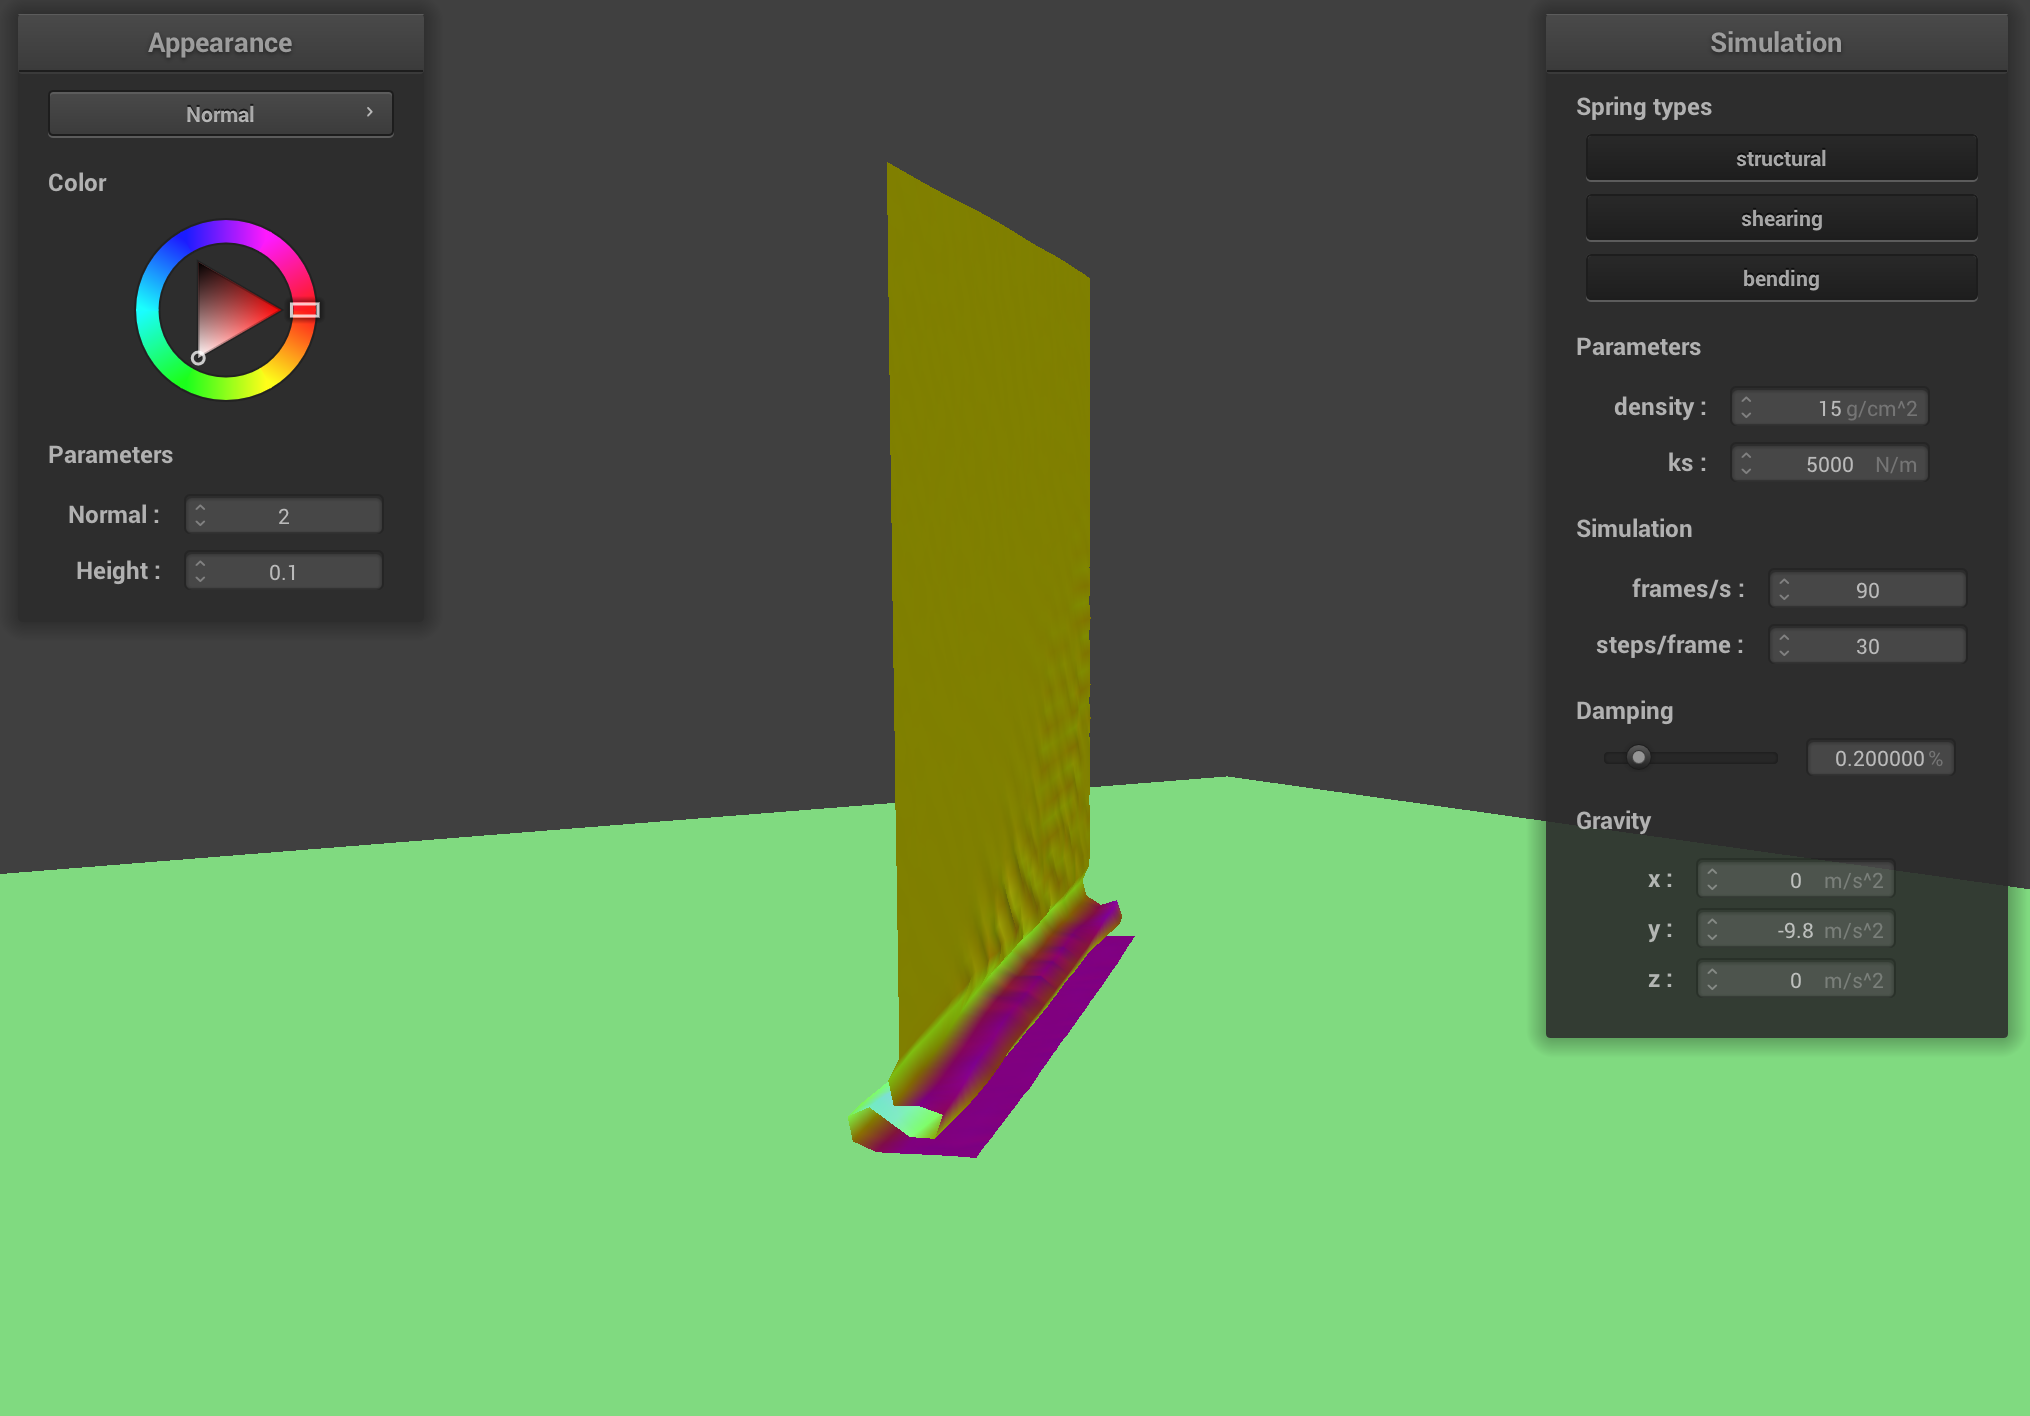 Appearance
Normal
Color
Parameters
Normal : 2
Height : 0.1
Simulation
Spring types
structural
shearing
bending
Parameters
density : 15 g/cm^2
ks : 5000 N/m
Simulation
frames/s : 90
steps/frame : 30
Damping
0.200000 %
Gravity
x : 0 m/s^2
y : -9.8 m/s^2
z : 0 m/s^2